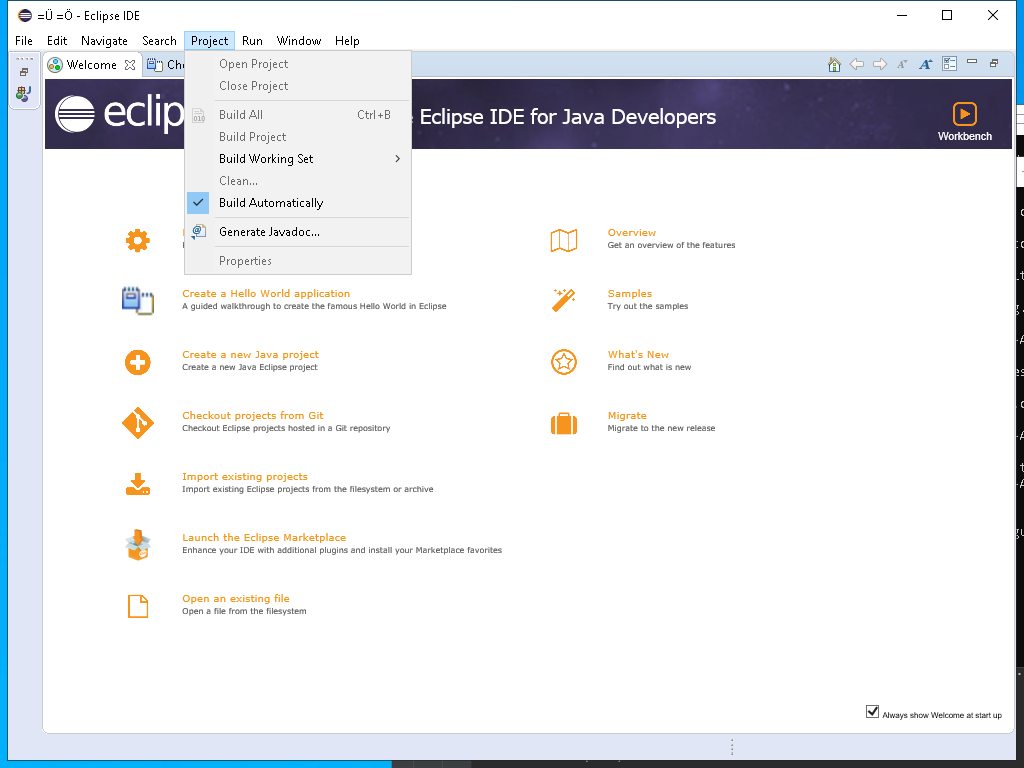 =Ü =Ö - Eclipse IDE
File Edit Navigate Search Project Run Window Help
Welcome
Open Project
Close Project
Build All Ctrl+B
Build Project
Build Working Set
Clean...
Build Automatically
Generate Javadoc...
Properties
Eclipse IDE for Java Developers
Workbench
Create a Hello World application
A guided walkthrough to create the famous Hello World in Eclipse
Create a new Java project
Create a new Java Eclipse project
Checkout projects from Git
Checkout Eclipse projects hosted in a Git repository
Import existing projects
Import existing Eclipse projects from the filesystem or archive
Launch the Eclipse Marketplace
Enhance your IDE with additional plugins and install your Marketplace favorites
Open an existing file
Open a file from the filesystem
Overview
Get an overview of the features
Samples
Try out the samples
What's New
Find out what is new
Migrate
Migrate to the new release
Always show Welcome at start up